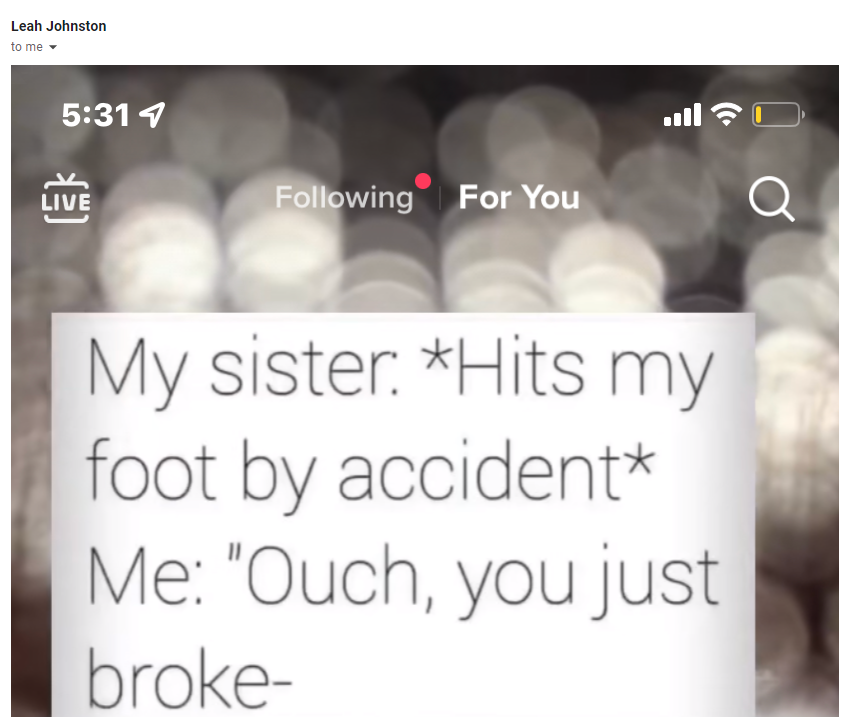 Leah Johnston
to me
5:31
LIVE
Following | For You
My sister: *Hits my
foot by accident*
Me: "Ouch, you just
broke-